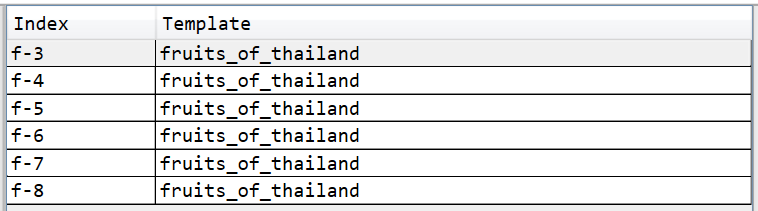 Index Template
f-3 fruits_of_thailand
f-4 fruits_of_thailand
f-5 fruits_of_thailand
f-6 fruits_of_thailand
f-7 fruits_of_thailand
f-8 fruits_of_thailand